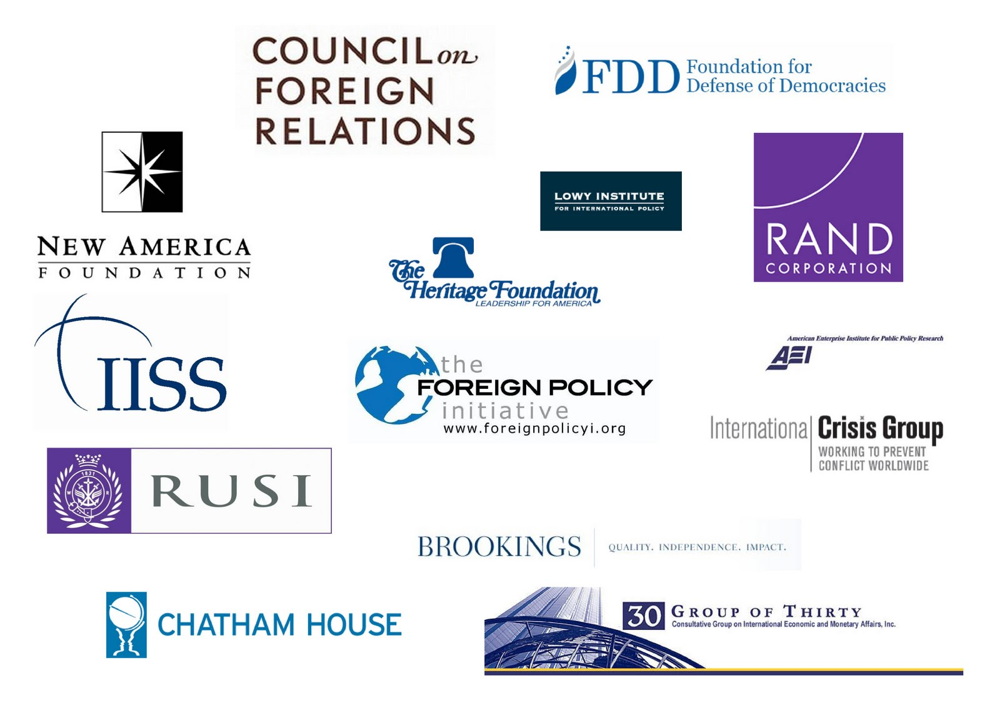 COUNCIL on
FOREIGN
RELATIONS
FDD
Foundation for
Defense of Democracies
NEW AMERICA
FOUNDATION
LOWY INSTITUTE
FOR INTERNATIONAL POLICY
RAND
CORPORATION
The
Heritage Foundation
LEADERSHIP FOR AMERICA
IISS
the
FOREIGN POLICY
initiative
www.foreignpolicyi.org
American Enterprise Institute for Public Policy Research
AEI
International Crisis Group
WORKING TO PREVENT
CONFLICT WORLDWIDE
1831
W R
RUSI
BROOKINGS
QUALITY. INDEPENDENCE. IMPACT.
CHATHAM HOUSE
30 GROUP OF THIRTY
Consultative Group on International Economic and Monetary Affairs, Inc.